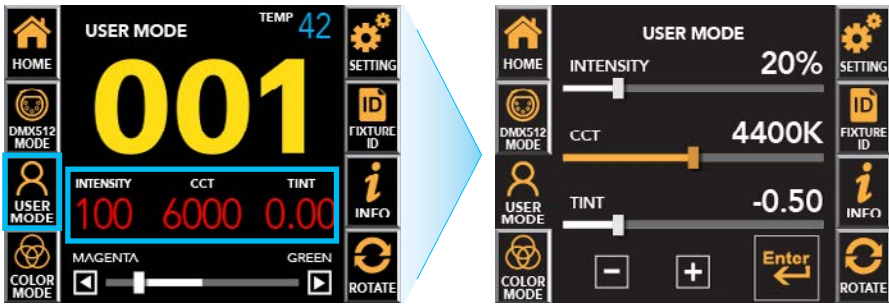 HOME
DMX512
MODE
USER
MODE
COLOR
MODE
USER MODE
TEMP 42
001
INTENSITY CCT TINT
100 6000 0.00
MAGENTA GREEN
SETTING
ID
FIXTURE
ID
i
INFO
ROTATE
HOME
DMX512
MODE
USER
MODE
COLOR
MODE
USER MODE
INTENSITY 20%
CCT 4400K
TINT -0.50
- + Enter
SETTING
ID
FIXTURE
ID
i
INFO
ROTATE